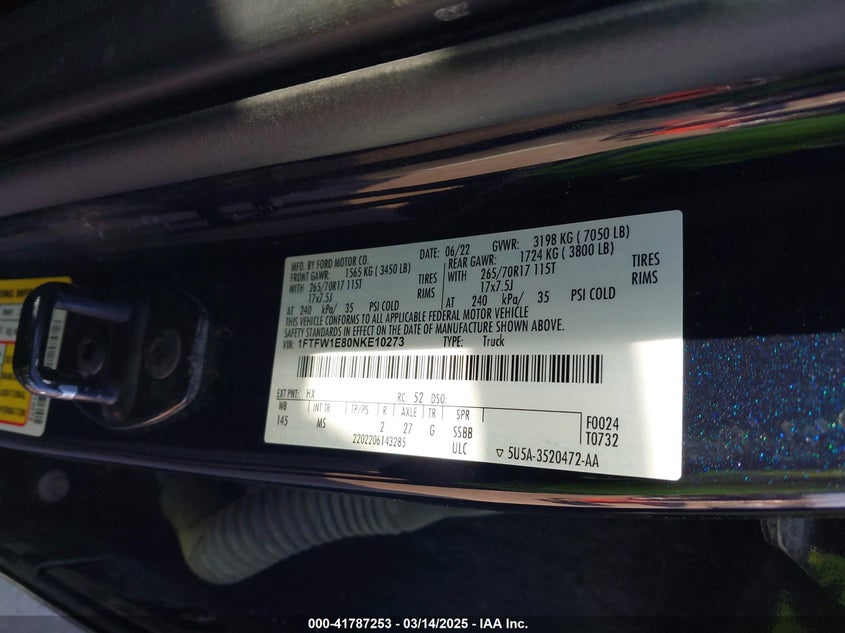 MFD. BY FORD MOTOR CO.
DATE: 06/22 GVWR: 3198 KG ( 7050 LB)
FRONT GAWR: 1565 KG ( 3450 LB)
REAR GAWR: 1724 KG ( 3800 LB)
WITH 265/70R17 115T TIRES
WITH 265/70R17 115T TIRES
17x7.5J RIMS
17x7.5J RIMS
AT 240 kPa/ 35 PSI COLD
AT 240 kPa/ 35 PSI COLD
THIS VEHICLE CONFORMS TO ALL APPLICABLE FEDERAL MOTOR VEHICLE
SAFETY STANDARDS IN EFFECT ON THE DATE OF MANUFACTURE SHOWN ABOVE.
VIN: 1FTFW1E80NKE10273 TYPE: Truck
EXT PNT: HX RC: 52 DSO:
WB INT TR TP/PS R AXLE TR SPR
145 MS 2 27 G SSBB
2202206143285 ULC
F0024
T0732
5U5A-3520472-AA
ADDITIONAL
INFORMATION
000-41787253 - 03/14/2025 - IAA Inc.